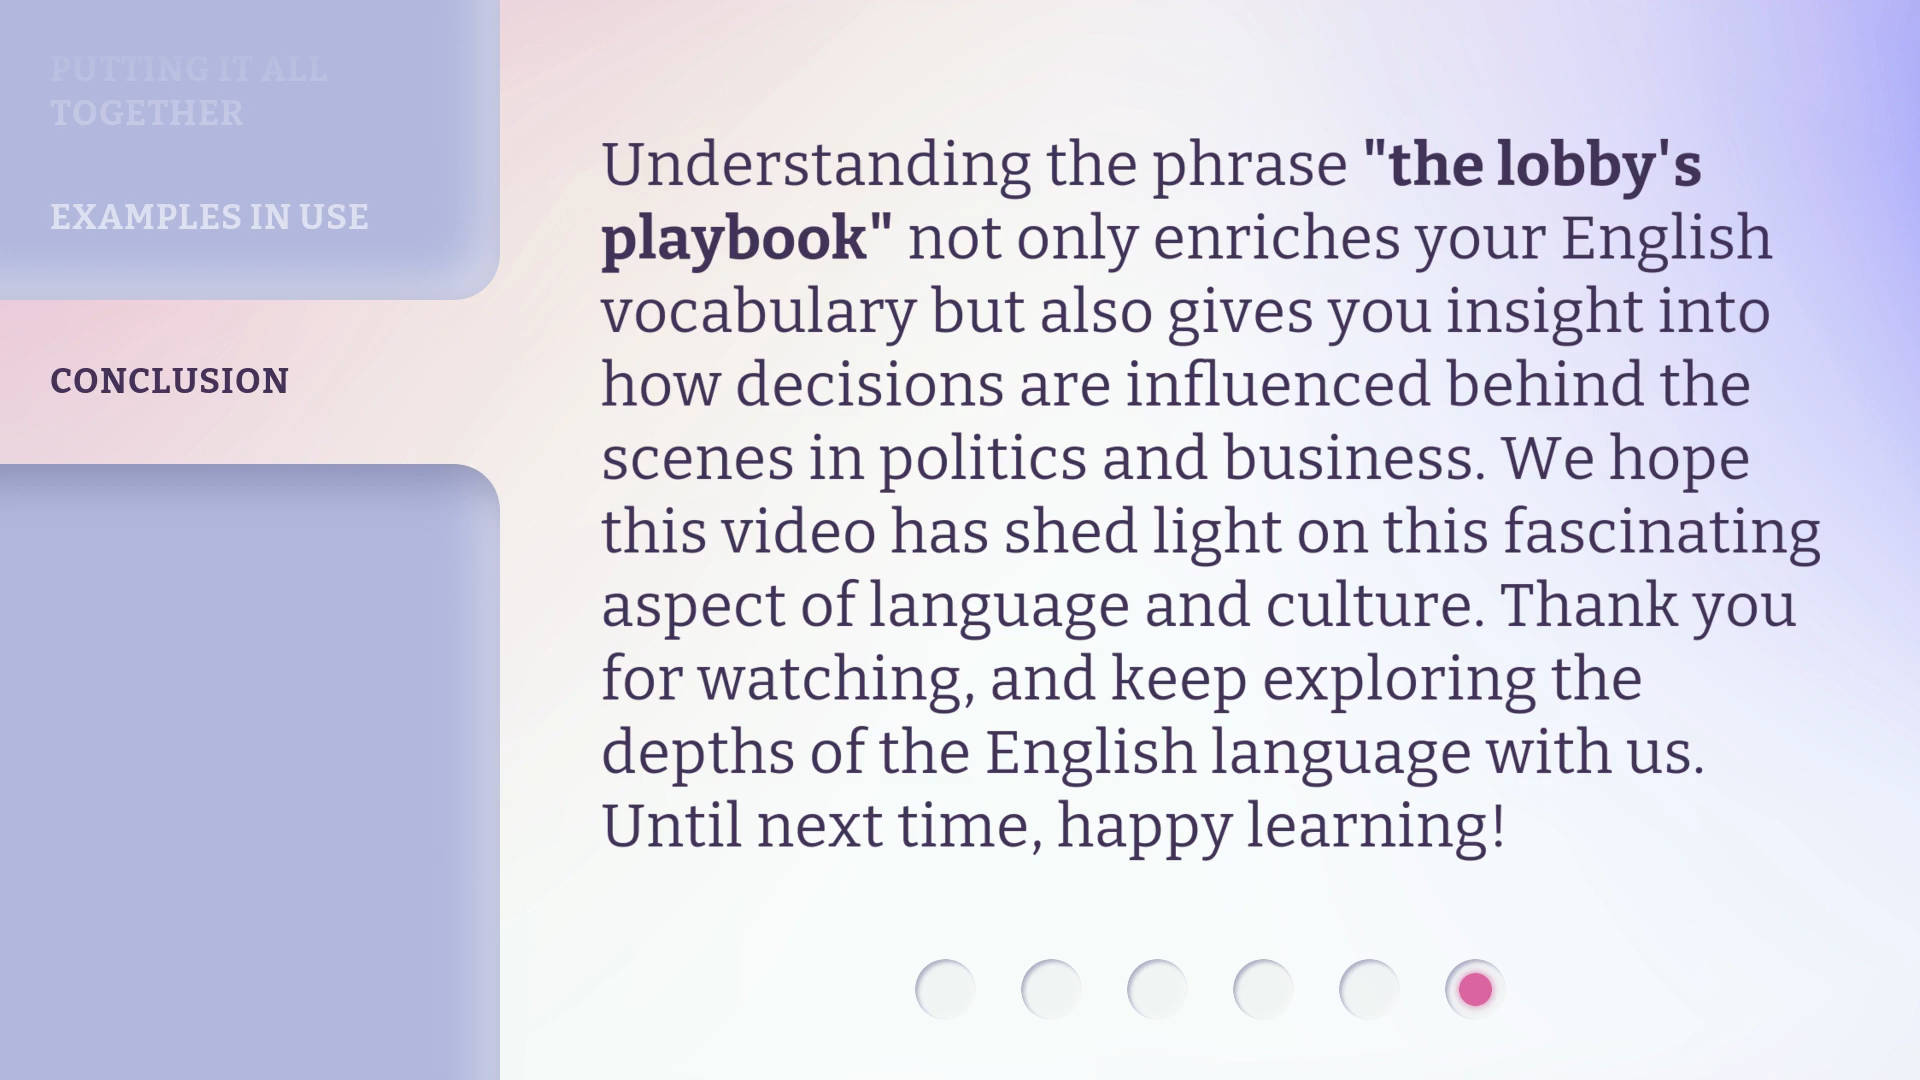 PUTTING IT ALL
TOGETHER
EXAMPLES IN USE
CONCLUSION
Understanding the phrase "the lobby's
playbook" not only enriches your English
vocabulary but also gives you insight into
how decisions are influenced behind the
scenes in politics and business. We hope
this video has shed light on this fascinating
aspect of language and culture. Thank you
for watching, and keep exploring the
depths of the English language with us.
Until next time, happy learning!